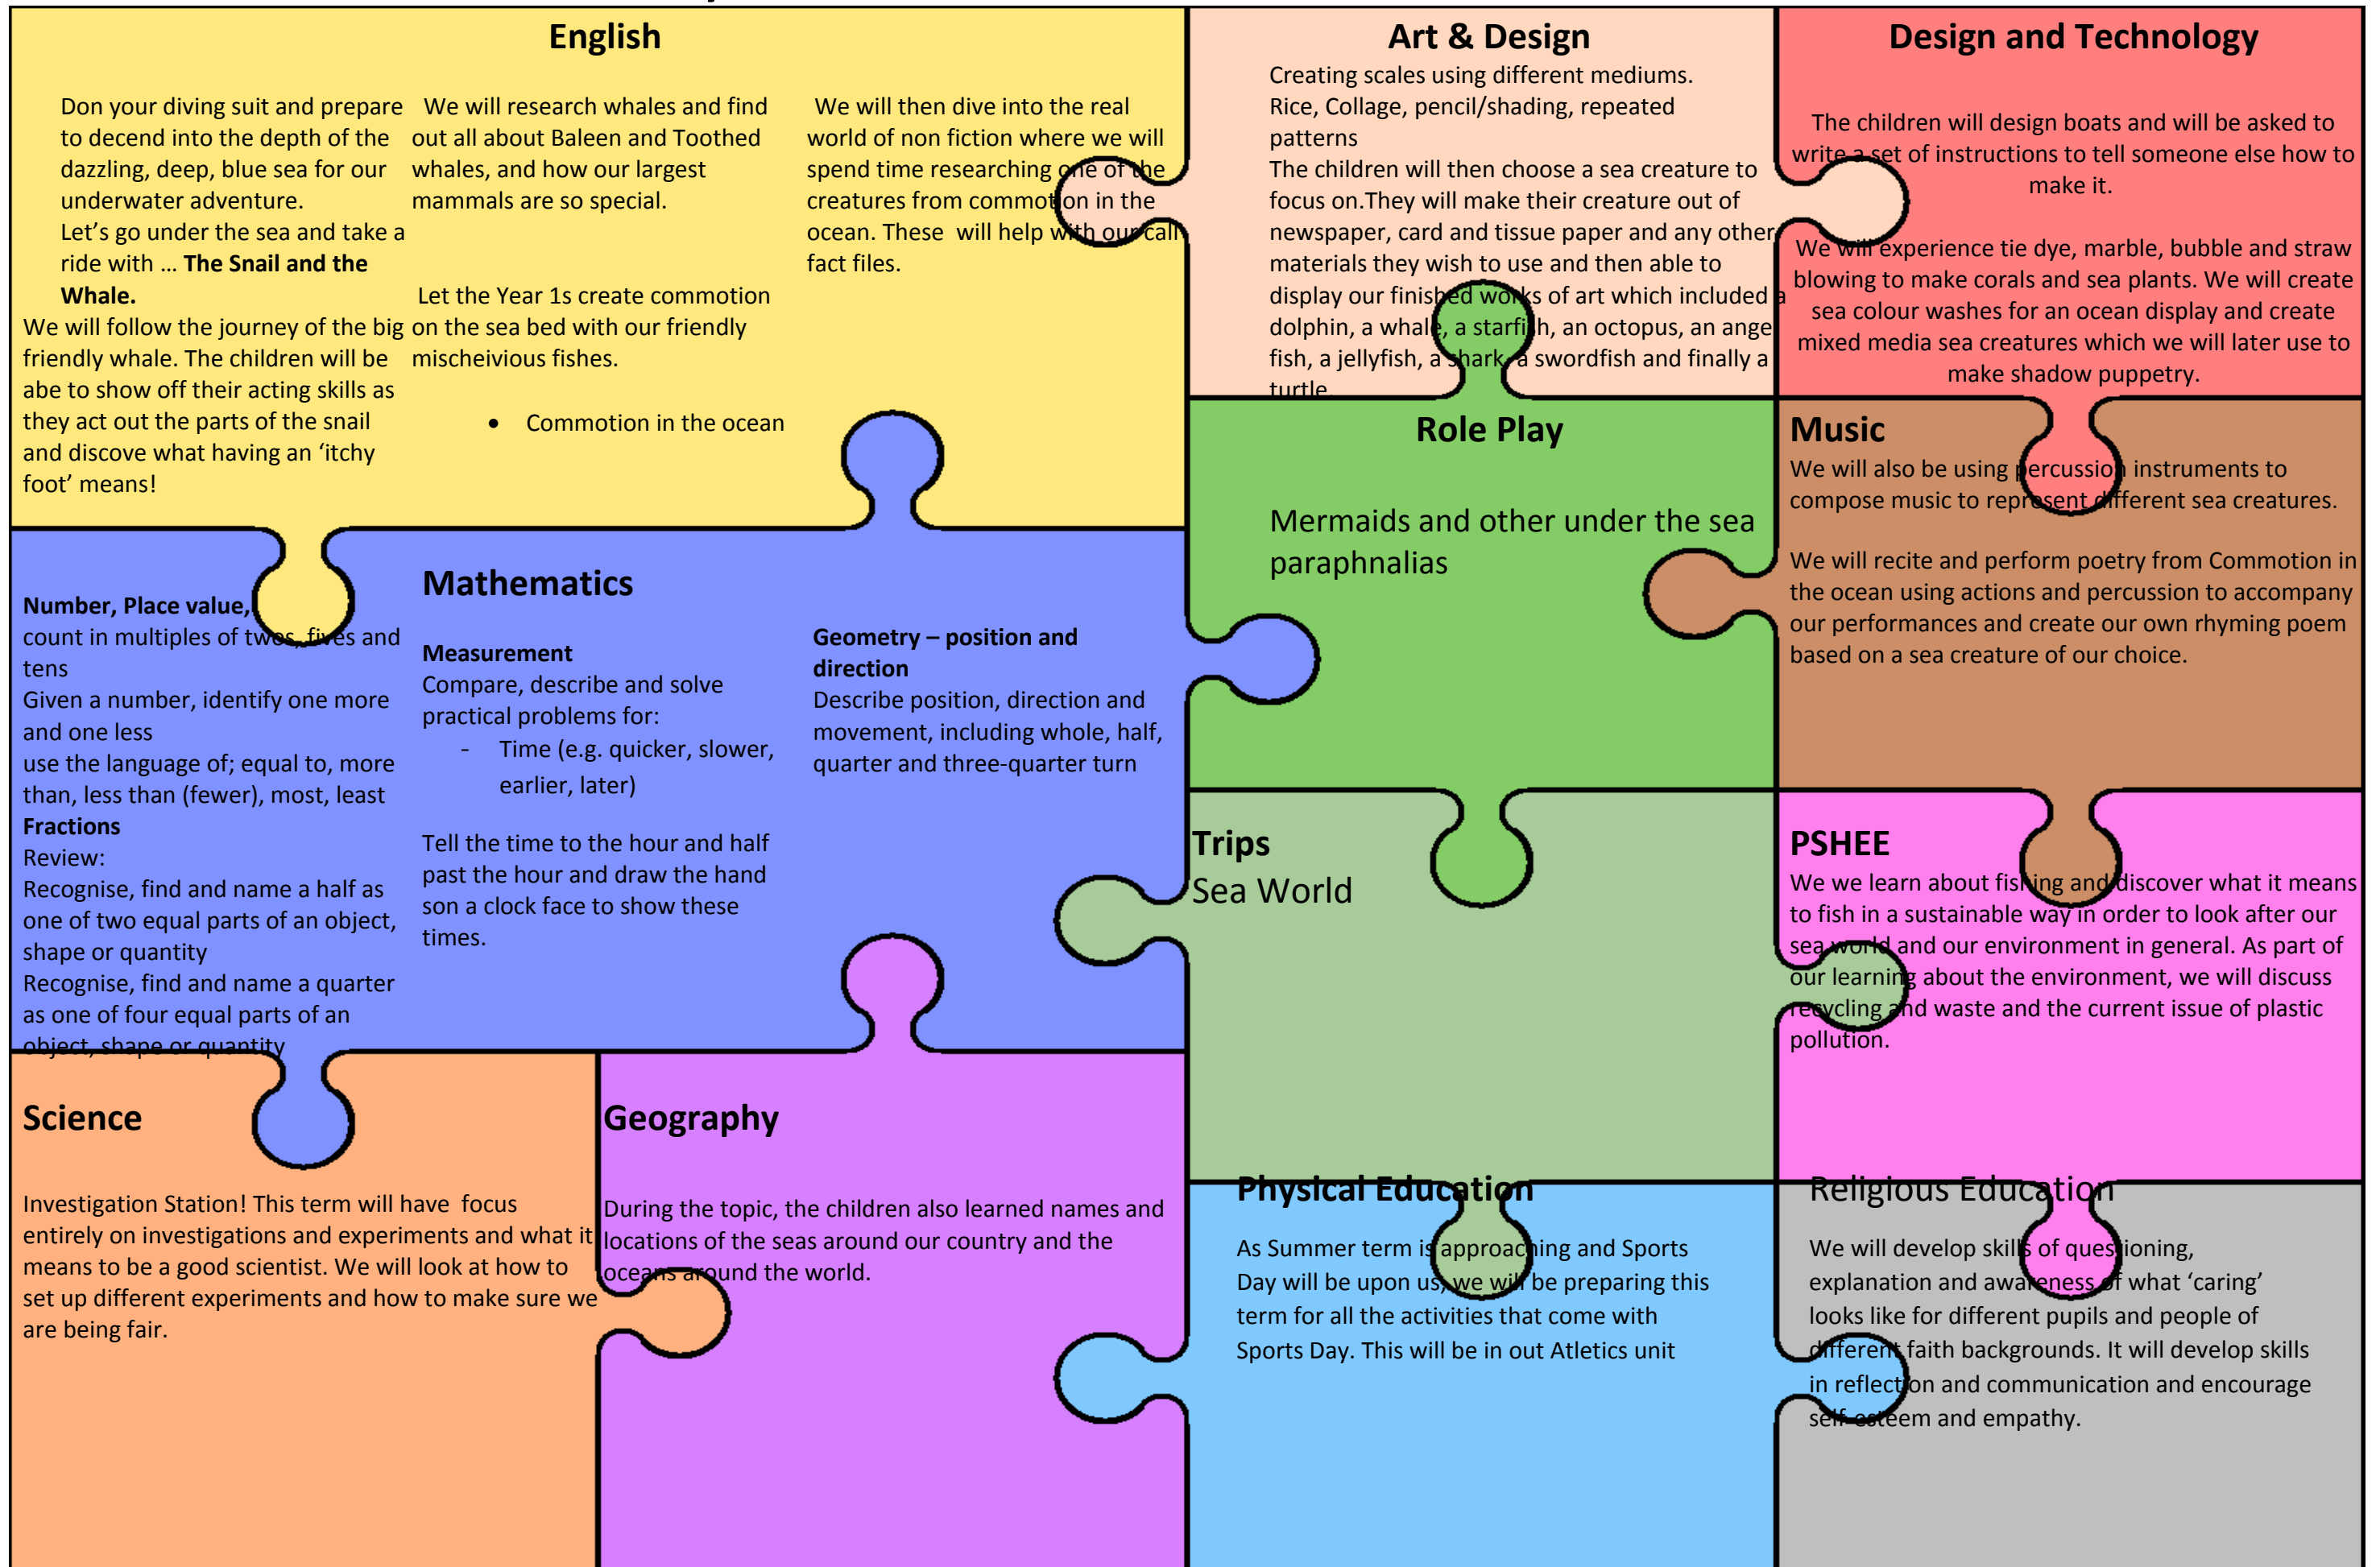 English
Don your diving suit and prepare
to decend into the depth of the
dazzling, deep, blue sea for our
underwater adventure.
Let's go under the sea and take a
ride with … The Snail and the
Whale.
We will follow the journey of the big
friendly whale. The children will be
abe to show off their acting skills as
they act out the parts of the snail
and discove what having an 'itchy
foot' means!
We will research whales and find
out all about Baleen and Toothed
whales, and how our largest
mammals are so special.
Let the Year 1s create commotion
on the sea bed with our friendly
mischeivious fishes.
• Commotion in the ocean
We will then dive into the real
world of non fiction where we will
spend time researching one of the
creatures from commotion in the
ocean. These will help with our call
fact files.
Art & Design
Creating scales using different mediums.
Rice, Collage, pencil/shading, repeated
patterns
The children will then choose a sea creature to
focus on.They will make their creature out of
newspaper, card and tissue paper and any other
materials they wish to use and then able to
display our finished works of art which included a
dolphin, a whale, a starfish, an octopus, an ange
fish, a jellyfish, a shark, a swordfish and finally a
turtle.
Design and Technology
The children will design boats and will be asked to
write a set of instructions to tell someone else how to
make it.
We will experience tie dye, marble, bubble and straw
blowing to make corals and sea plants. We will create
sea colour washes for an ocean display and create
mixed media sea creatures which we will later use to
make shadow puppetry.
Role Play
Mermaids and other under the sea
paraphnalias
Music
We will also be using percussion instruments to
compose music to represent different sea creatures.
We will recite and perform poetry from Commotion in
the ocean using actions and percussion to accompany
our performances and create our own rhyming poem
based on a sea creature of our choice.
Mathematics
Number, Place value,
count in multiples of twos, fives and
tens
Given a number, identify one more
and one less
use the language of; equal to, more
than, less than (fewer), most, least
Fractions
Review:
Recognise, find and name a half as
one of two equal parts of an object,
shape or quantity
Recognise, find and name a quarter
as one of four equal parts of an
object, shape or quantity
Measurement
Compare, describe and solve
practical problems for:
- Time (e.g. quicker, slower,
earlier, later)
Tell the time to the hour and half
past the hour and draw the hand
son a clock face to show these
times.
Geometry – position and
direction
Describe position, direction and
movement, including whole, half,
quarter and three-quarter turn
Trips
Sea World
PSHEE
We we learn about fishing and discover what it means
to fish in a sustainable way in order to look after our
sea world and our environment in general. As part of
our learning about the environment, we will discuss
recycling and waste and the current issue of plastic
pollution.
Science
Investigation Station! This term will have focus
entirely on investigations and experiments and what it
means to be a good scientist. We will look at how to
set up different experiments and how to make sure we
are being fair.
Geography
During the topic, the children also learned names and
locations of the seas around our country and the
oceans around the world.
Physical Education
As Summer term is approaching and Sports
Day will be upon us, we will be preparing this
term for all the activities that come with
Sports Day. This will be in out Atletics unit
Religious Education
We will develop skills of questioning,
explanation and awareness of what 'caring'
looks like for different pupils and people of
different faith backgrounds. It will develop skills
in reflection and communication and encourage
self-esteem and empathy.